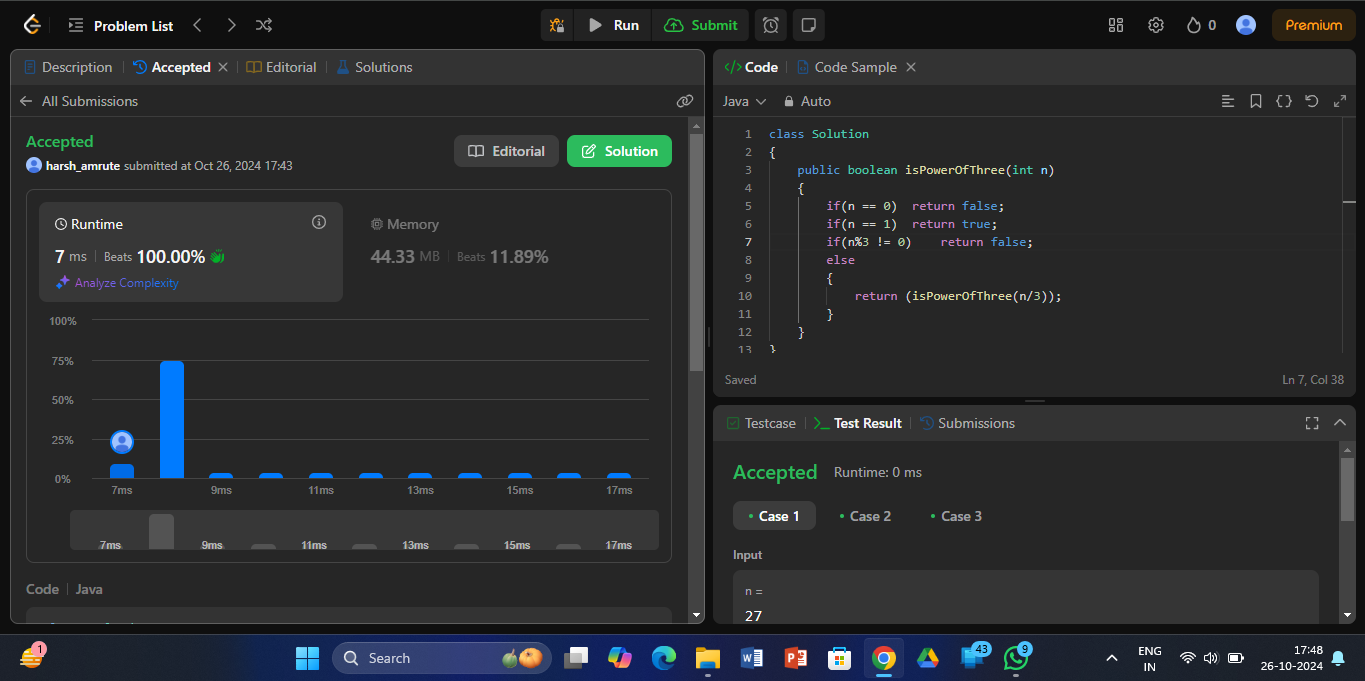 Problem List
Run
Submit
0
Premium
Description
Accepted
Editorial
Solutions
All Submissions
Accepted
harsh_amrute submitted at Oct 26, 2024 17:43
Editorial
Solution
Runtime
7 ms | Beats 100.00%
Analyze Complexity
Memory
44.33 MB | Beats 11.89%
100%
75%
50%
25%
0%
7ms 9ms 11ms 13ms 15ms 17ms
7ms 9ms 11ms 13ms 15ms 17ms
Code | Java
</> Code
Code Sample
Java
Auto
1 class Solution
2 {
3 public boolean isPowerOfThree(int n)
4 {
5 if(n == 0) return false;
6 if(n == 1) return true;
7 if(n%3 != 0) return false;
8 else
9 {
10 return (isPowerOfThree(n/3));
11 }
12 }
13 }
Saved
Ln 7, Col 38
Testcase
Test Result
Submissions
Accepted Runtime: 0 ms
Case 1
Case 2
Case 3
Input
n =
27
1
Search
43
9
ENG
IN
17:48
26-10-2024